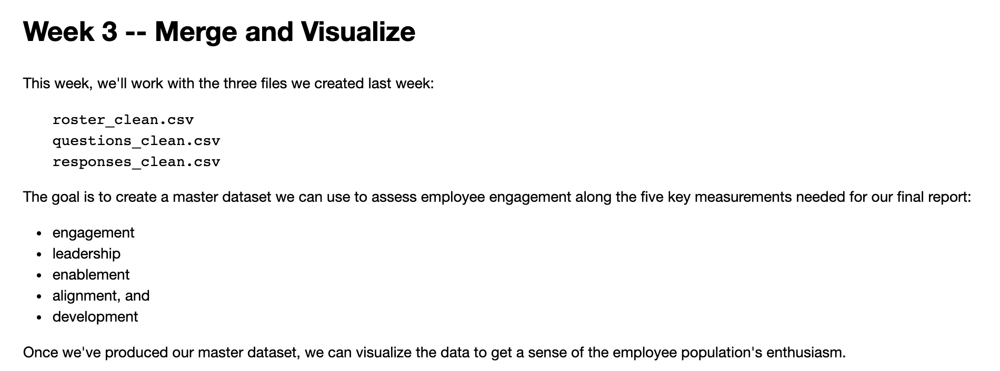 Week 3 -- Merge and Visualize
This week, we'll work with the three files we created last week:
roster_clean.csv
questions_clean.csv
responses_clean.csv
The goal is to create a master dataset we can use to assess employee engagement along the five key measurements needed for our final report:
• engagement
• leadership
• enablement
• alignment, and
• development
Once we've produced our master dataset, we can visualize the data to get a sense of the employee population's enthusiasm.